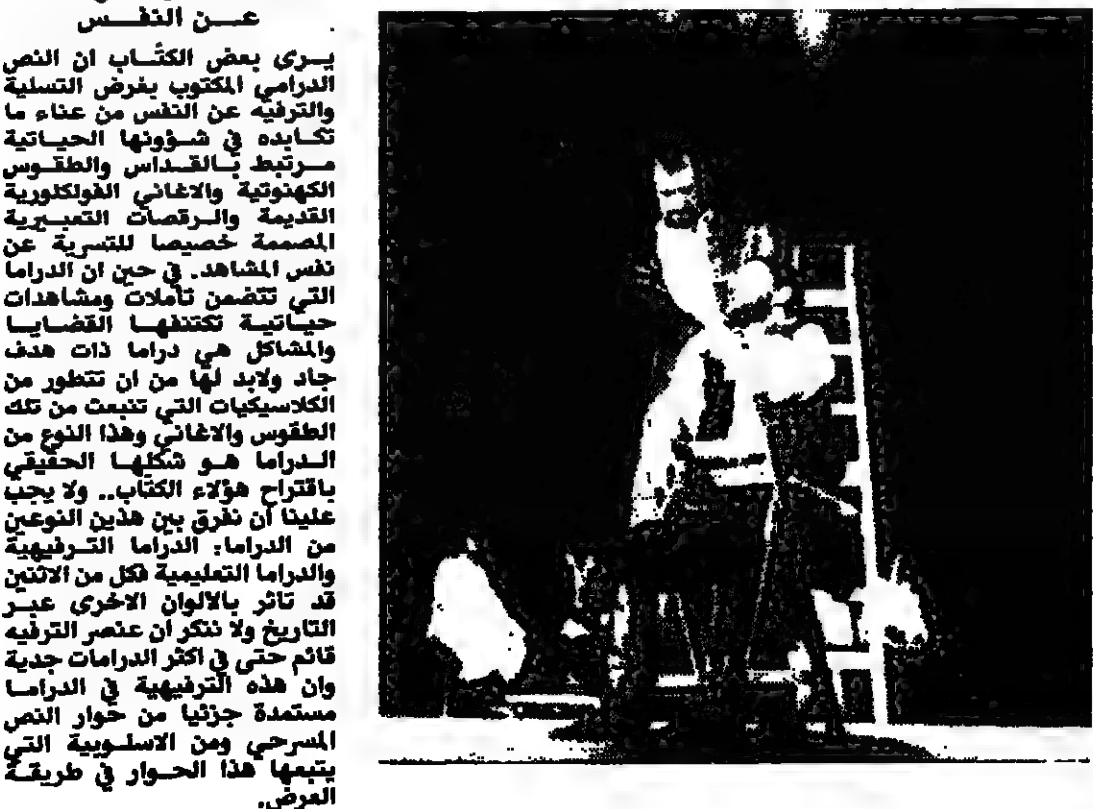 عن النفس
يرى بعض الكتّاب ان النص
الدرامي المكتوب بغرض التسلية
والترفيه عن النفس من عناء ما
تكابده في شؤونها الحياتية
مرتبط بالقداس والطقوس
الكهنوتية والاغاني الفولكلورية
القديمة والرقصات التعبيرية
المصممة خصيصا للتسرية عن
نفس المشاهد. في حين ان الدراما
التي تتضمن تأملات ومشاهدات
حياتية تكتنفها القضايا
والمشاكل هي دراما ذات هدف
جاد ولابد لها من ان تتطور من
الكلاسيكيات التي تنبعث من تلك
الطقوس والاغاني وهذا النوع من
الدراما هو شكلها الحقيقي
باقتراح هؤلاء الكتّاب.. ولا يجب
علينا ان نفرق بين هذين النوعين
من الدراما: الدراما الترفيهية
والدراما التعليمية فكل من الاثنتين
قد تاثر بالالوان الاخرى عبر
التاريخ ولا ننكر ان عنصر الترفيه
قائم حتى في اكثر الدرامات جدية
وان هذه الترفيهية في الدراما
مستمدة جزئيا من حوار النص
المسرحي ومن الاسلوبية التي
يتبعها هذا الحوار في طريقة
العرض.